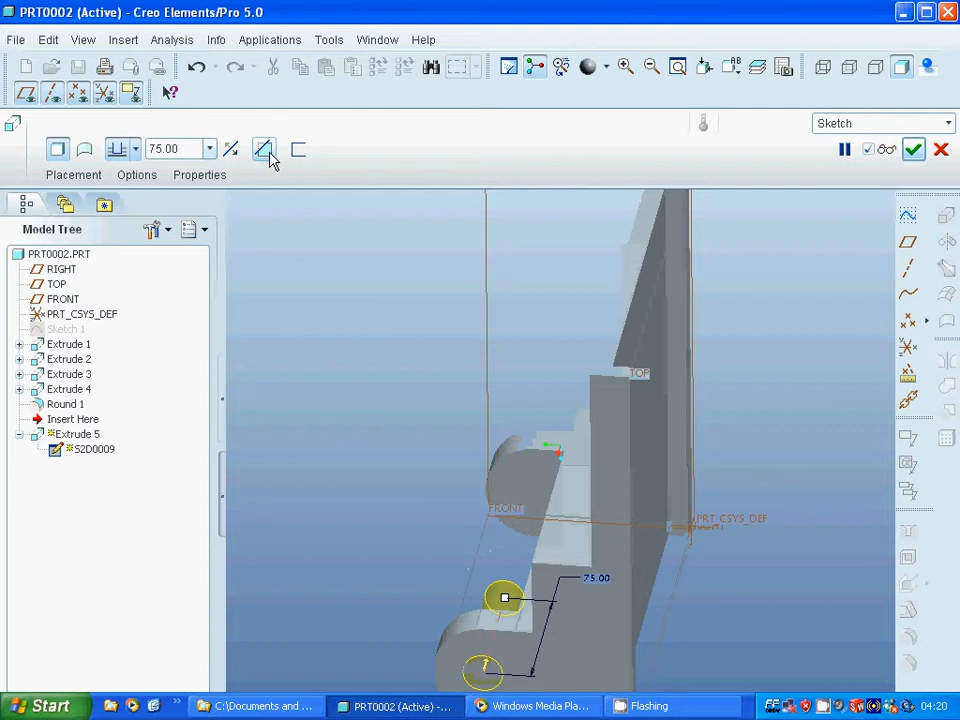 PRT0002 (Active) - Creo Elements/Pro 5.0
File Edit View Insert Analysis Info Applications Tools Window Help
Sketch
75.00
Placement Options Properties
Model Tree
PRT0002.PRT
RIGHT
TOP
FRONT
PRT_CSYS_DEF
Sketch 1
Extrude 1
Extrude 2
Extrude 3
Extrude 4
Round 1
Insert Here
Extrude 5
S2D0009
TOP
FRONT
PRT_CSYS_DEF
75.00
Start
C:\Documents and ...
PRT0002 (Active) -...
Windows Media Pla...
Flashing
04:20